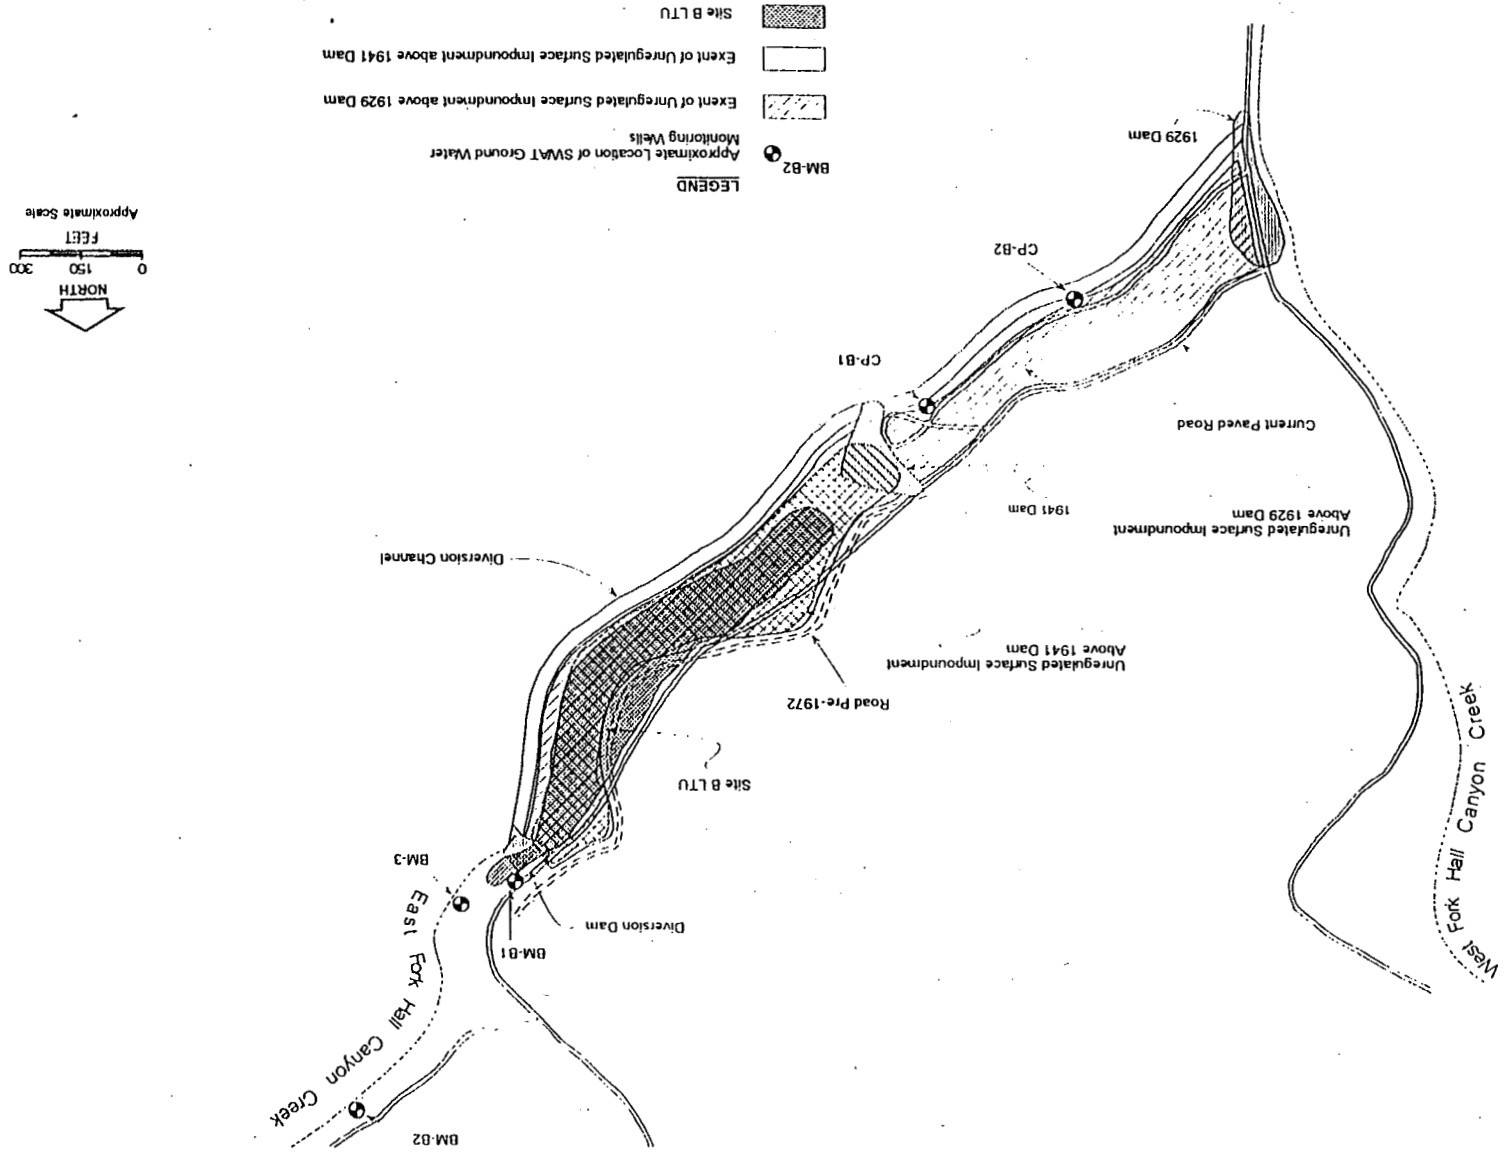 BM-B2
East Fork Hall Canyon Creek
BM-B1
West Fork Hall Canyon Creek
Diversion Dam
BM-3
Site B LTU
Road Pre-1972
Unregulated Surface Impoundment
Above 1941 Dam
Diversion Channel
Unregulated Surface Impoundment
Above 1929 Dam
1941 Dam
Current Paved Road
CP-B1
CP-B2
NORTH
0 150 300
FEET
Approximate Scale
1929 Dam
LEGEND
BM-B2
Approximate Location of SWAT Ground Water
Monitoring Wells
Exent of Unregulated Surface Impoundment above 1929 Dam
Exent of Unregulated Surface Impoundment above 1941 Dam
Site B LTU